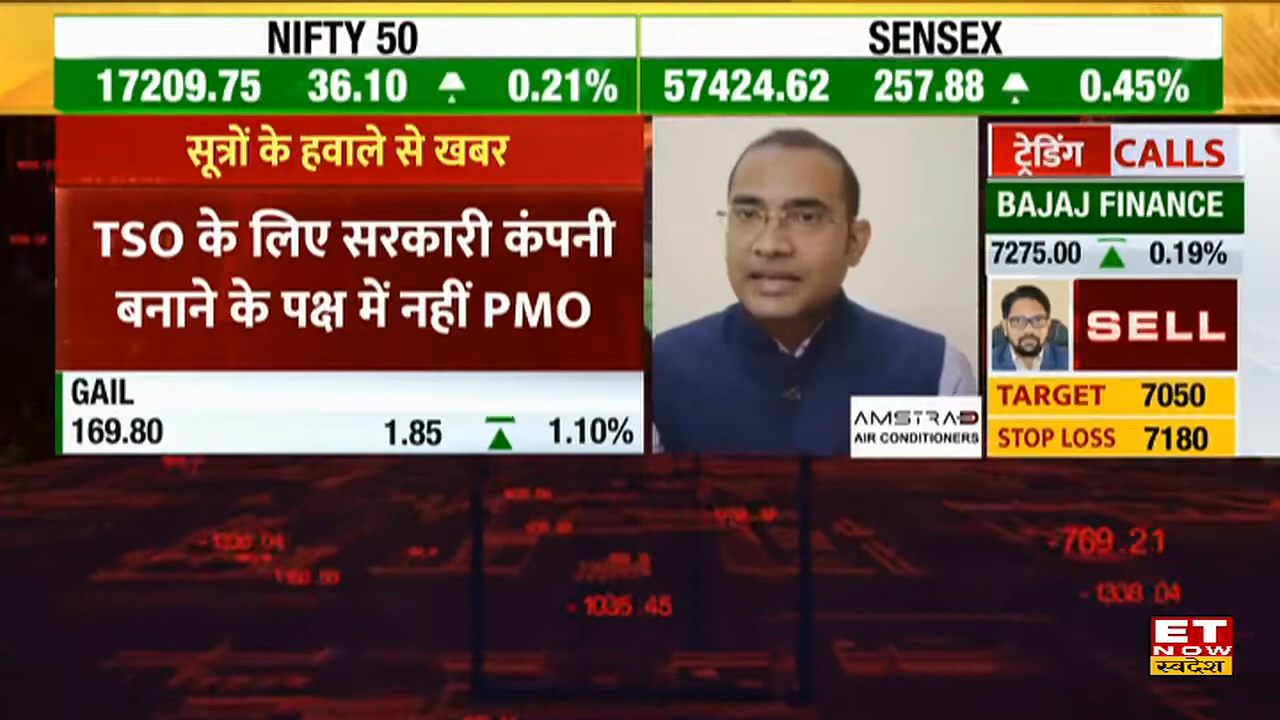 NIFTY 50
17209.75 36.10 0.21%
SENSEX
57424.62 257.88 0.45%
सूत्रों के हवाले से खबर
TSO के लिए सरकारी कंपनी
बनाने के पक्ष में नहीं PMO
GAIL
169.80 1.85 1.10%
AMSTRAD
AIR CONDITIONERS
ट्रेडिंग CALLS
BAJAJ FINANCE
7275.00 0.19%
SELL
TARGET 7050
STOP LOSS 7180
-769.21
-1338.04
-1035.45
ET
NOW
स्वदेश